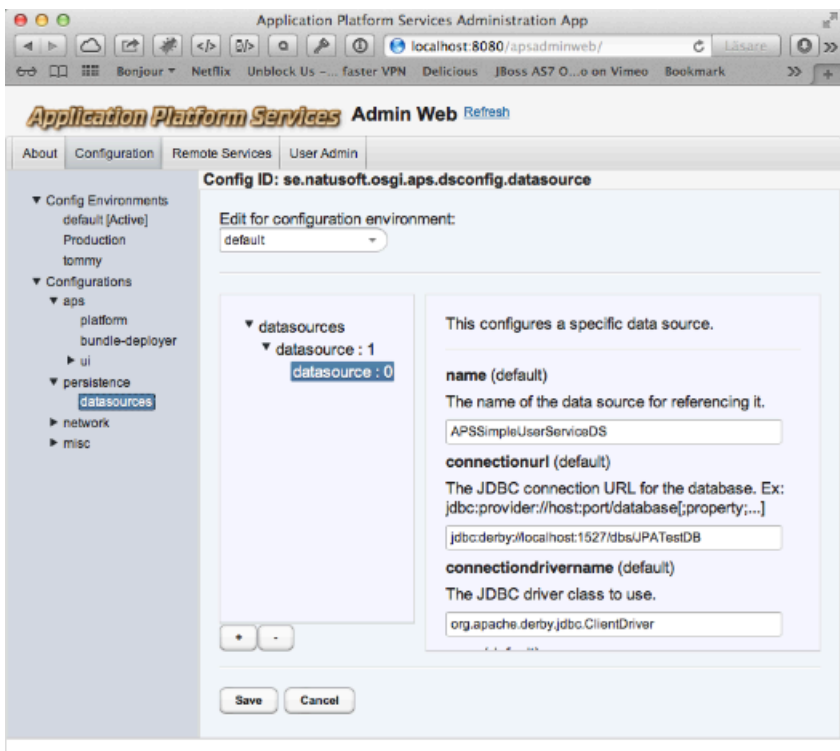 Application Platform Services Administration App
localhost:8080/apsadminweb/
Läsare
Bonjour Netflix Unblock Us -... faster VPN Delicious JBoss AS7 O...o on Vimeo Bookmark
Application Platform Services Admin Web Refresh
About Configuration Remote Services User Admin
Config ID: se.natusoft.osgi.aps.dsconfig.datasource
Config Environments
default [Active]
Production
tommy
Configurations
aps
platform
bundle-deployer
ui
persistence
datasources
network
misc
Edit for configuration environment:
default
datasources
datasource : 1
datasource : 0
+ -
This configures a specific data source.
name (default)
The name of the data source for referencing it.
APSSimpleUserServiceDS
connectionurl (default)
The JDBC connection URL for the database. Ex:
jdbc:provider://host:port/database[;property;...]
jdbc:derby://localhost:1527/dbs/JPATestDB
connectiondrivername (default)
The JDBC driver class to use.
org.apache.derby.jdbc.ClientDriver
Save Cancel